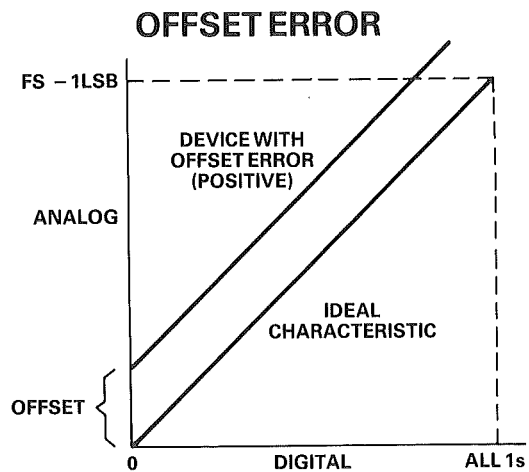 OFFSET ERROR
FS – 1LSB
DEVICE WITH
OFFSET ERROR
(POSITIVE)
ANALOG
IDEAL
CHARACTERISTIC
OFFSET
0
DIGITAL
ALL 1s